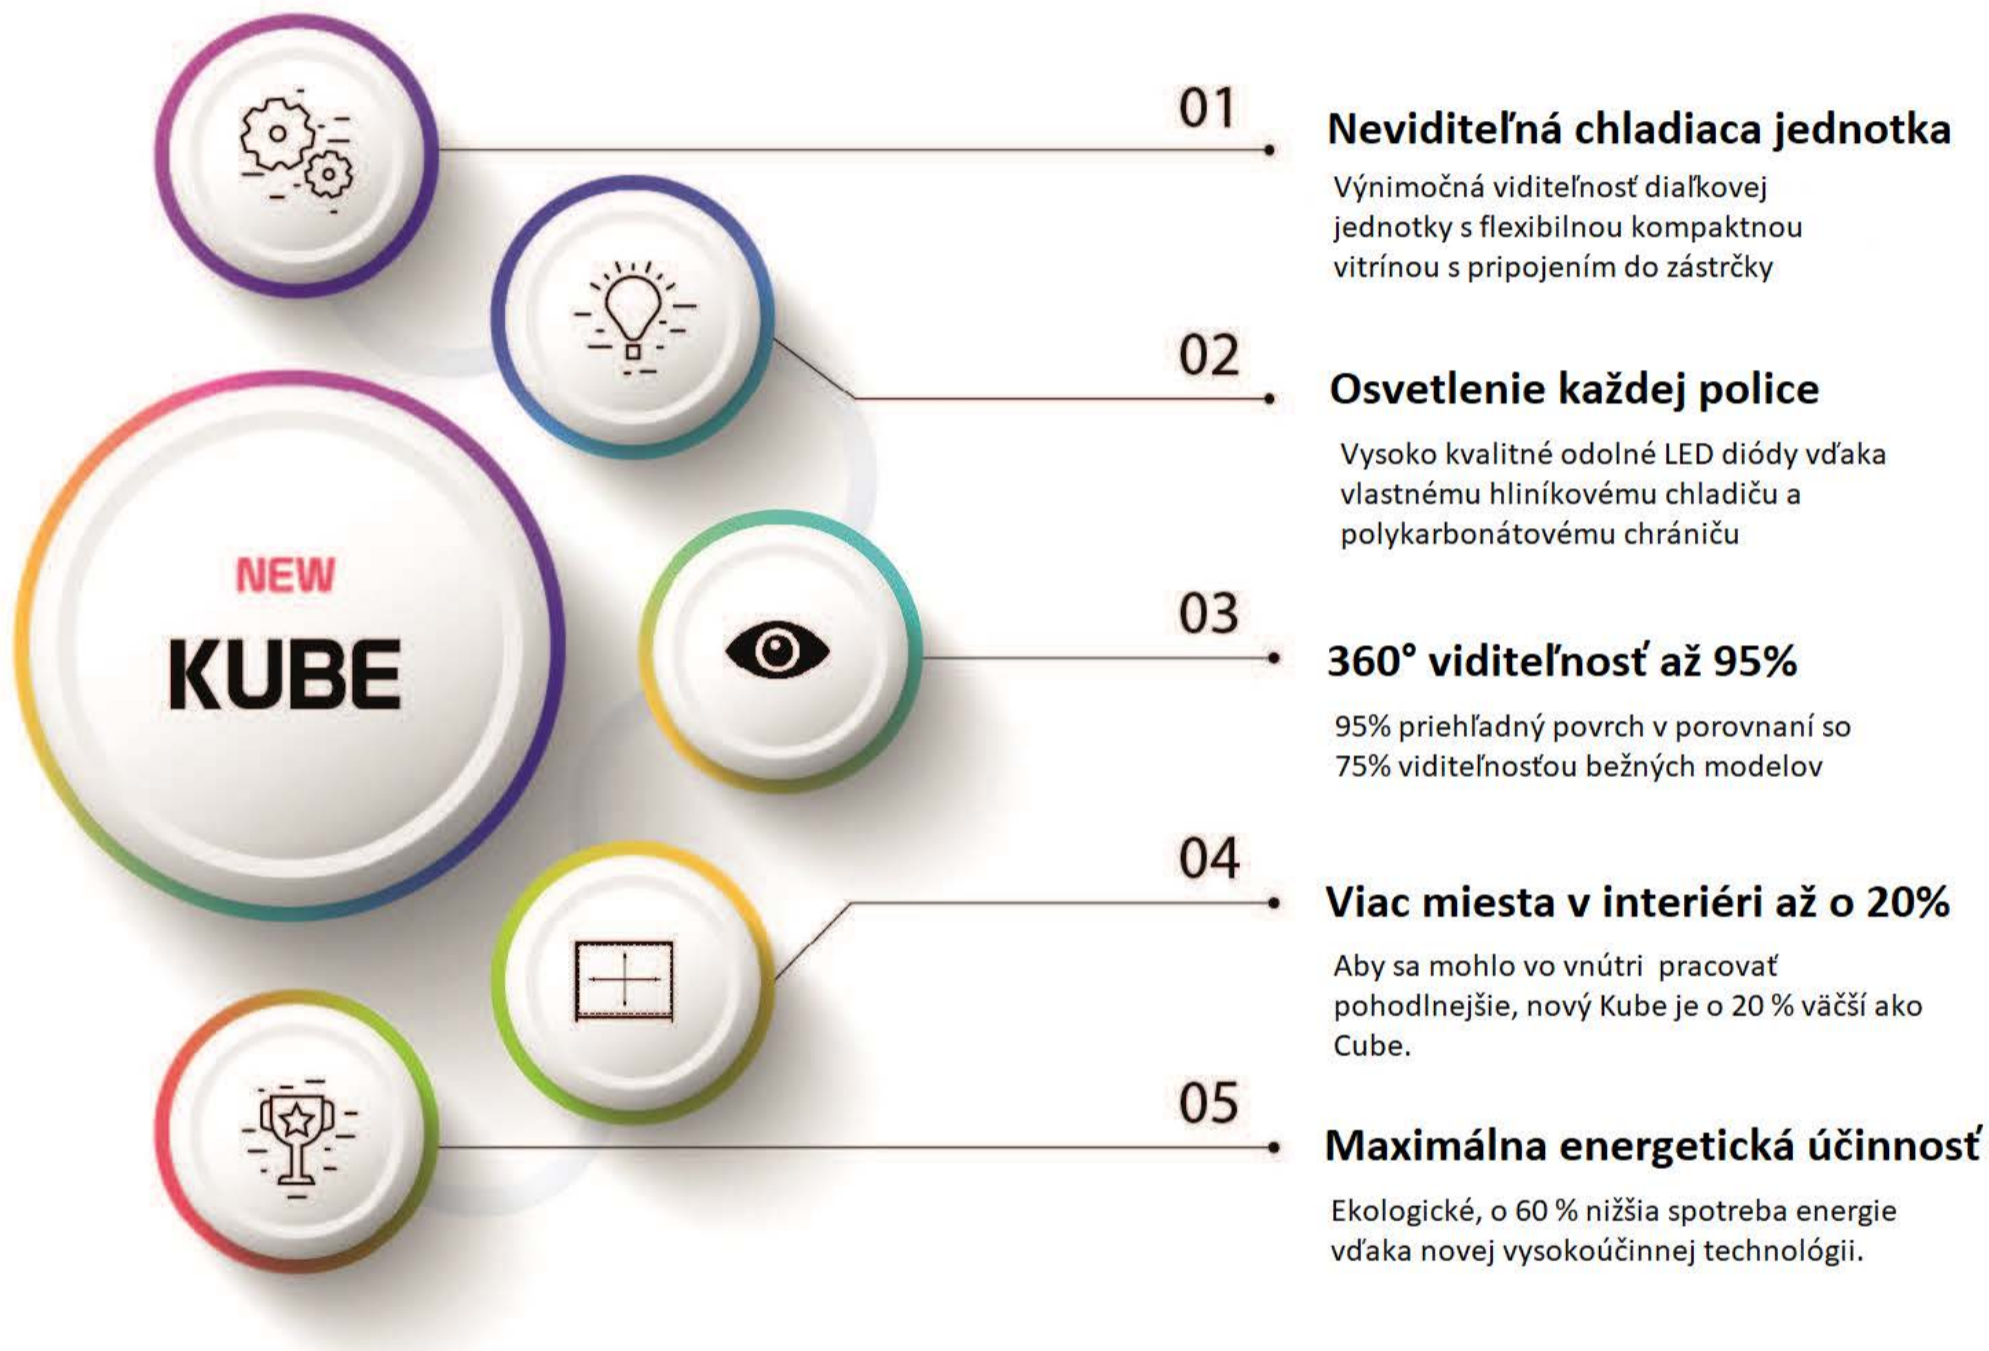 NEW
KUBE
01
Neviditeľná chladiaca jednotka
Výnimočná viditeľnosť diaľkovej
jednotky s flexibilnou kompaktnou
vitrínou s pripojením do zástrčky
02
Osvetlenie každej police
Vysoko kvalitné odolné LED diódy vďaka
vlastnému hliníkovému chladiču a
polykarbonátovému chrániču
03
360° viditeľnosť až 95%
95% priehľadný povrch v porovnaní so
75% viditeľnosťou bežných modelov
04
Viac miesta v interiéri až o 20%
Aby sa mohlo vo vnútri  pracovať
pohodlnejšie, nový Kube je o 20 % väčší ako
Cube.
05
Maximálna energetická účinnosť
Ekologické, o 60 % nižšia spotreba energie
vďaka novej vysokoúčinnej technológii.